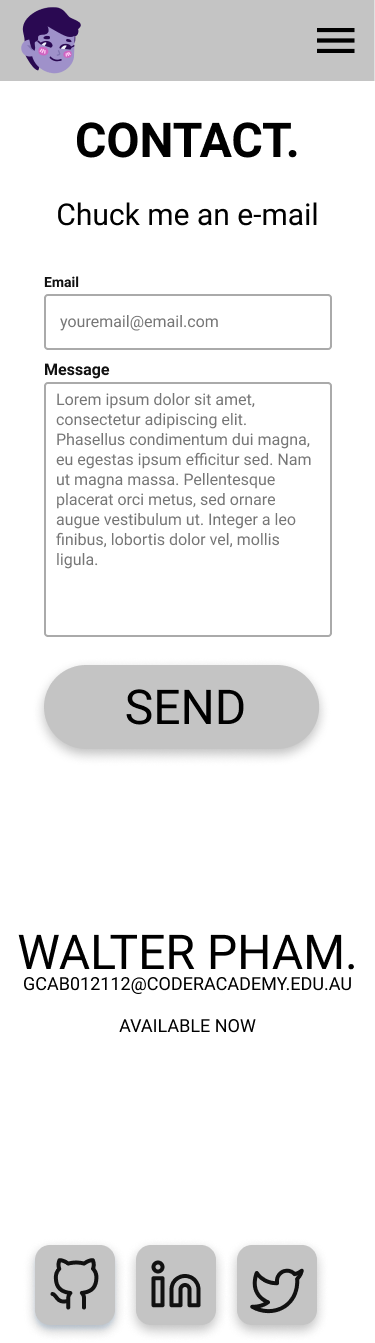 CONTACT.
Chuck me an e-mail
Email
youremail@email.com
Message
Lorem ipsum dolor sit amet,
consectetur adipiscing elit.
Phasellus condimentum dui magna,
eu egestas ipsum efficitur sed. Nam
ut magna massa. Pellentesque
placerat orci metus, sed ornare
augue vestibulum ut. Integer a leo
finibus, lobortis dolor vel, mollis
ligula.
SEND
WALTER PHAM.
GCAB012112@CODERACADEMY.EDU.AU
AVAILABLE NOW
in